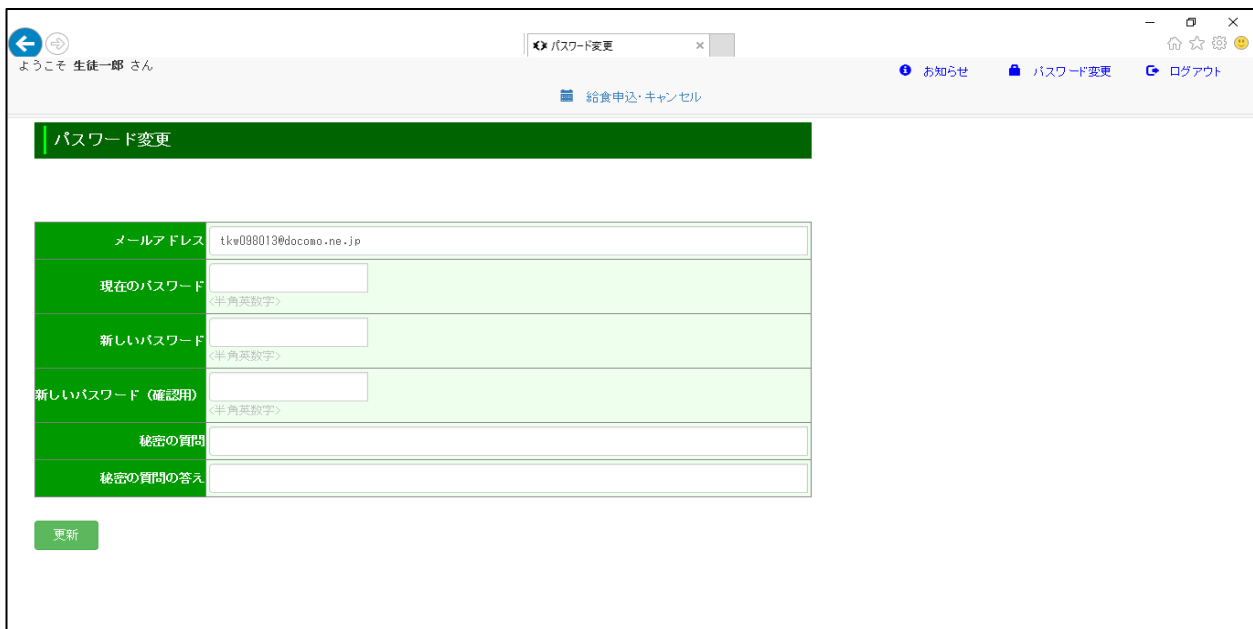 パスワード変更
ようこそ 生徒一郎 さん
お知らせ パスワード変更 ログアウト
給食申込・キャンセル
パスワード変更
メールアドレス tkw098013@docomo.ne.jp
現在のパスワード
<半角英数字>
新しいパスワード
<半角英数字>
新しいパスワード（確認用）
<半角英数字>
秘密の質問
秘密の質問の答え
更新